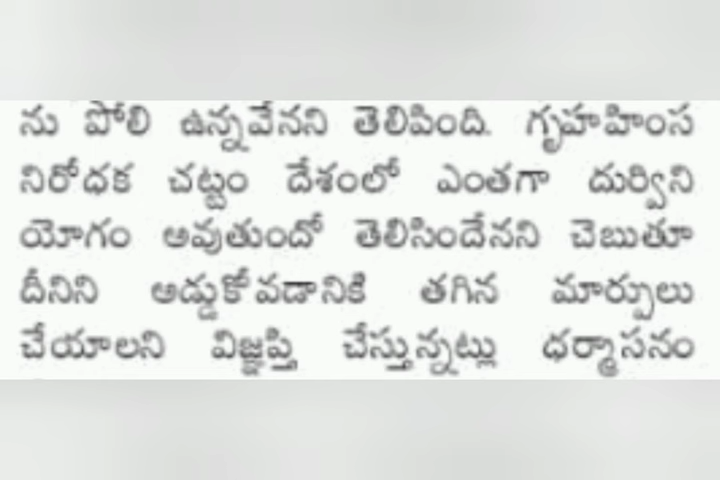 ను పోలి ఉన్నవేనని తెలిపింది. గృహహింస
నిరోధక చట్టం దేశంలో ఎంతగా దుర్విని
యోగం అవుతుందో తెలిసిందేనని చెబుతూ
దీనిని అడ్డుకోవడానికి తగిన మార్పులు
చేయాలని విజ్ఞప్తి చేస్తున్నట్లు ధర్మాసనం